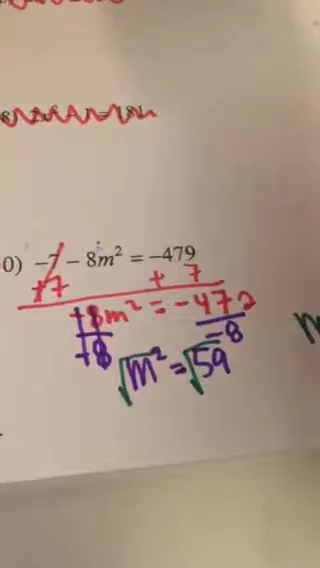 0) -7 - 8m² = -479
+7 + 7
8m² = -472
8 -8
√m² = √59